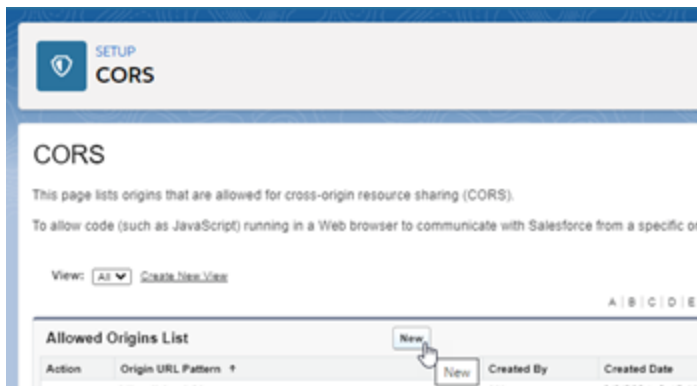 SETUP
CORS
CORS
This page lists origins that are allowed for cross-origin resource sharing (CORS).
To allow code (such as JavaScript) running in a Web browser to communicate with Salesforce from a specific
View: All Create New View
A | B | C | D | E
Allowed Origins List New
New
Action Origin URL Pattern ↑ Created By Created Date